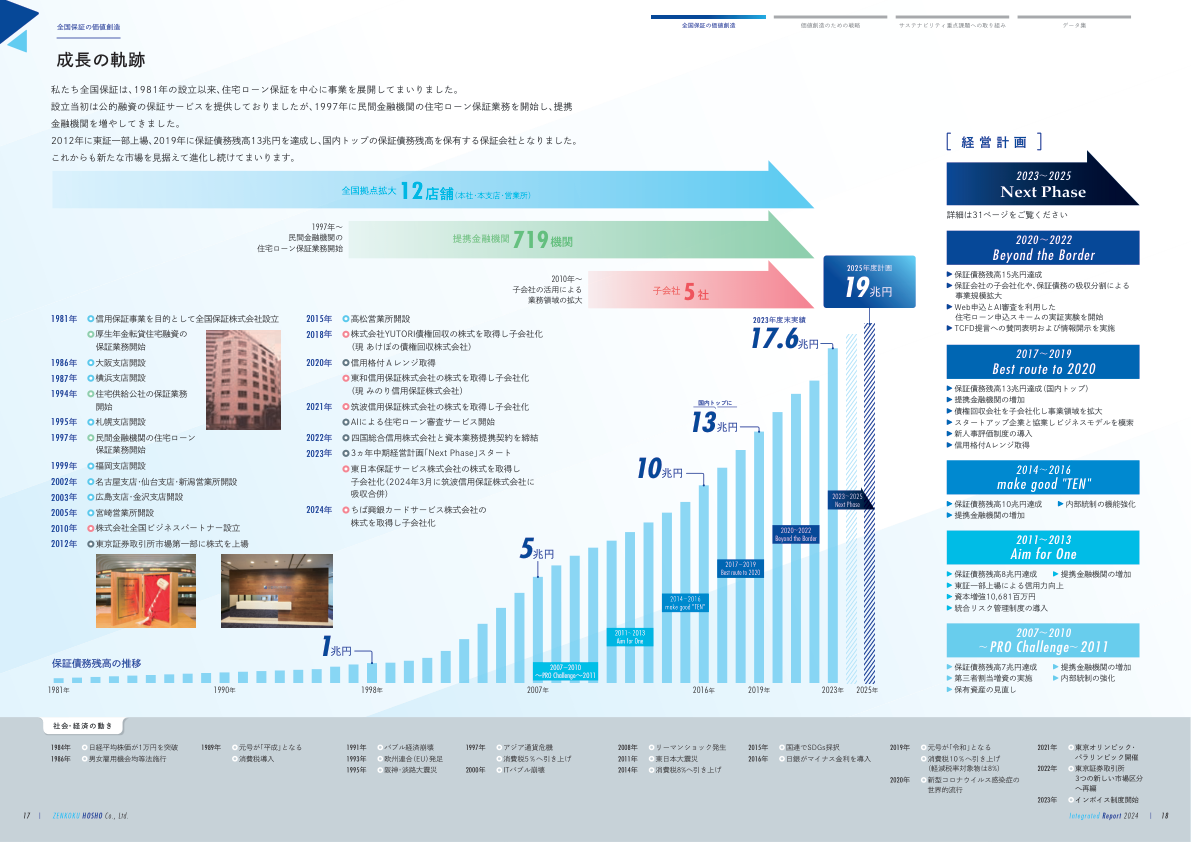 全国保証の価値創造
全国保証の価値創造
価値創造のための戦略
サステナビリティ重点課題への取り組み
データ集
成長の軌跡
私たち全国保証は、1981年の設立以来、住宅ローン保証を中心に事業を展開してまいりました。
設立当初は公的融資の保証サービスを提供しておりましたが、1997年に民間金融機関の住宅ローン保証業務を開始し、提携
金融機関を増やしてきました。
2012年に東証一部上場、2019年に保証債務残高13兆円を達成し、国内トップの保証債務残高を保有する保証会社となりました。
これからも新たな市場を見据えて進化し続けてまいります。
全国拠点拡大 12店舗(本社・本支店・営業所)
1997年～
民間金融機関の
住宅ローン保証業務開始
提携金融機関 719機関
2010年～
子会社の活用による
業務領域の拡大
子会社 5社
1981年 信用保証事業を目的として全国保証株式会社設立
厚生年金転貸住宅融資の
保証業務開始
1986年 大阪支店開設
1987年 横浜支店開設
1994年 住宅供給公社の保証業務
開始
1995年 札幌支店開設
1997年 民間金融機関の住宅ローン
保証業務開始
1999年 福岡支店開設
2002年 名古屋支店・仙台支店・新潟営業所開設
2003年 広島支店・金沢支店開設
2005年 宮崎営業所開設
2010年 株式会社全国ビジネスパートナー設立
2012年 東京証券取引所市場第一部に株式を上場
2015年 高松営業所開設
2018年 株式会社YUTORI債権回収の株式を取得し子会社化
(現 あけぼの債権回収株式会社)
2020年 信用格付Aレンジ取得
東和信用保証株式会社の株式を取得し子会社化
(現 みのり信用保証株式会社)
2021年 筑波信用保証株式会社の株式を取得し子会社化
AIによる住宅ローン審査サービス開始
2022年 四国総合信用株式会社と資本業務提携契約を締結
2023年 3ヵ年中期経営計画「Next Phase」スタート
東日本保証サービス株式会社の株式を取得し
子会社化(2024年3月に筑波信用保証株式会社に
吸収合併)
2024年 ちば興銀カードサービス株式会社の
株式を取得し子会社化
保証債務残高の推移
1兆円
5兆円
10兆円
国内トップに
13兆円
2023年度末実績
17.6兆円
2025年度計画
19兆円
2007～2010
～PRO Challenge～2011
2011～2013
Aim for One
2014～2016
make good "TEN"
2017～2019
Best route to 2020
2020～2022
Beyond the Border
2023～2025
Next Phase
1981年
1990年
1998年
2007年
2016年
2019年
2023年
2025年
経営計画
2023～2025
Next Phase
詳細は31ページをご覧ください
2020～2022
Beyond the Border
保証債務残高15兆円達成
保証会社の子会社化や、保証債務の吸収分割による
事業規模拡大
Web申込とAI審査を利用した
住宅ローン申込スキームの実証実験を開始
TCFD提言への賛同表明および情報開示を実施
2017～2019
Best route to 2020
保証債務残高13兆円達成(国内トップ)
提携金融機関の増加
債権回収会社を子会社化し事業領域を拡大
スタートアップ企業と協業しビジネスモデルを模索
新人事評価制度の導入
信用格付Aレンジ取得
2014～2016
make good "TEN"
保証債務残高10兆円達成 内部統制の機能強化
提携金融機関の増加
2011～2013
Aim for One
保証債務残高8兆円達成 提携金融機関の増加
東証一部上場による信用力向上
資本増強10,681百万円
統合リスク管理制度の導入
2007～2010
～PRO Challenge～2011
保証債務残高7兆円達成 提携金融機関の増加
第三者割当増資の実施 内部統制の強化
保有資産の見直し
社会・経済の動き
1984年 日経平均株価が1万円を突破
1986年 男女雇用機会均等法施行
1989年 元号が「平成」となる
消費税導入
1991年 バブル経済崩壊
1993年 欧州連合(EU)発足
1995年 阪神・淡路大震災
1997年 アジア通貨危機
消費税5%へ引き上げ
2000年 ITバブル崩壊
2008年 リーマンショック発生
2011年 東日本大震災
2014年 消費税8%へ引き上げ
2015年 国連でSDGs採択
2016年 日銀がマイナス金利を導入
2019年 元号が「令和」となる
消費税10%へ引き上げ
(軽減税率対象物は8%)
2020年 新型コロナウイルス感染症の
世界的流行
2021年 東京オリンピック・
パラリンピック開催
2022年 東京証券取引所
3つの新しい市場区分
へ再編
2023年 インボイス制度開始
17 ZENKOKU HOSHO Co., Ltd.
Integrated Report 2024 18